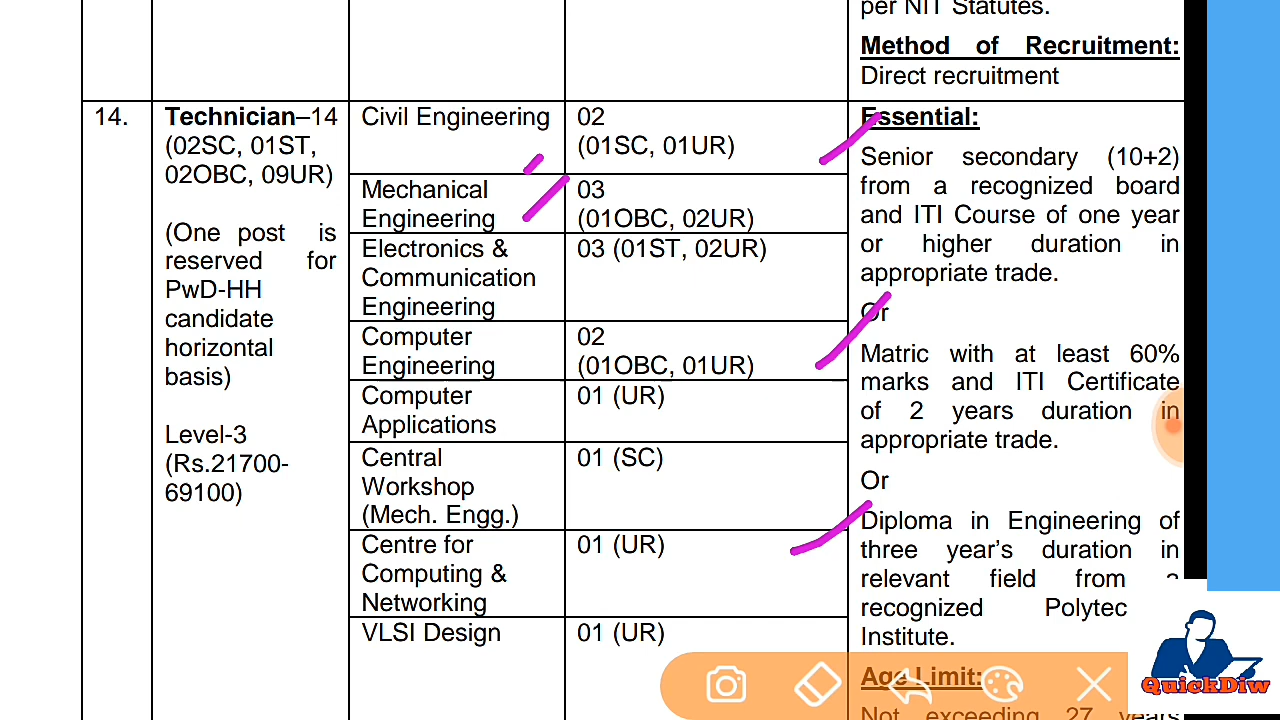 per NIT Statutes.
Method of Recruitment:
Direct recruitment
14.
Technician–14
(02SC, 01ST,
02OBC, 09UR)
(One post is
reserved for
PwD-HH
candidate
horizontal
basis)
Level-3
(Rs.21700-
69100)
Civil Engineering
02
(01SC, 01UR)
Mechanical
Engineering
03
(01OBC, 02UR)
Electronics &
Communication
Engineering
03 (01ST, 02UR)
Computer
Engineering
02
(01OBC, 01UR)
Computer
Applications
01 (UR)
Central
Workshop
(Mech. Engg.)
01 (SC)
Centre for
Computing &
Networking
01 (UR)
VLSI Design
01 (UR)
Essential:
Senior secondary (10+2)
from a recognized board
and ITI Course of one year
or higher duration in
appropriate trade.
Or
Matric with at least 60%
marks and ITI Certificate
of 2 years duration in
appropriate trade.
Or
Diploma in Engineering of
three year's duration in
relevant field from a
recognized Polytec
Institute.
Age Limit:
Not exceeding 27 years
QuickDiw